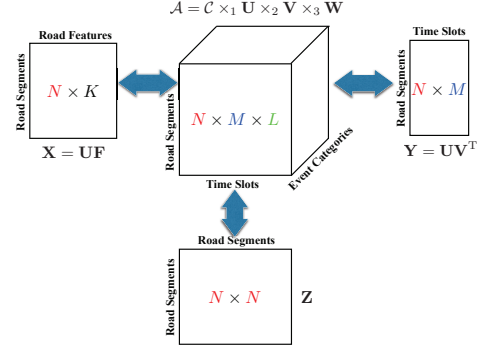 𝒜 = 𝒞 ×₁ U ×₂ V ×₃ W
Road Features
Road Segments
N × K
X = UF
Road Segments
N × M × L
Time Slots
Event Categories
Time Slots
Road Segments
N × M
Y = UVᵀ
Road Segments
Road Segments
N × N
Z